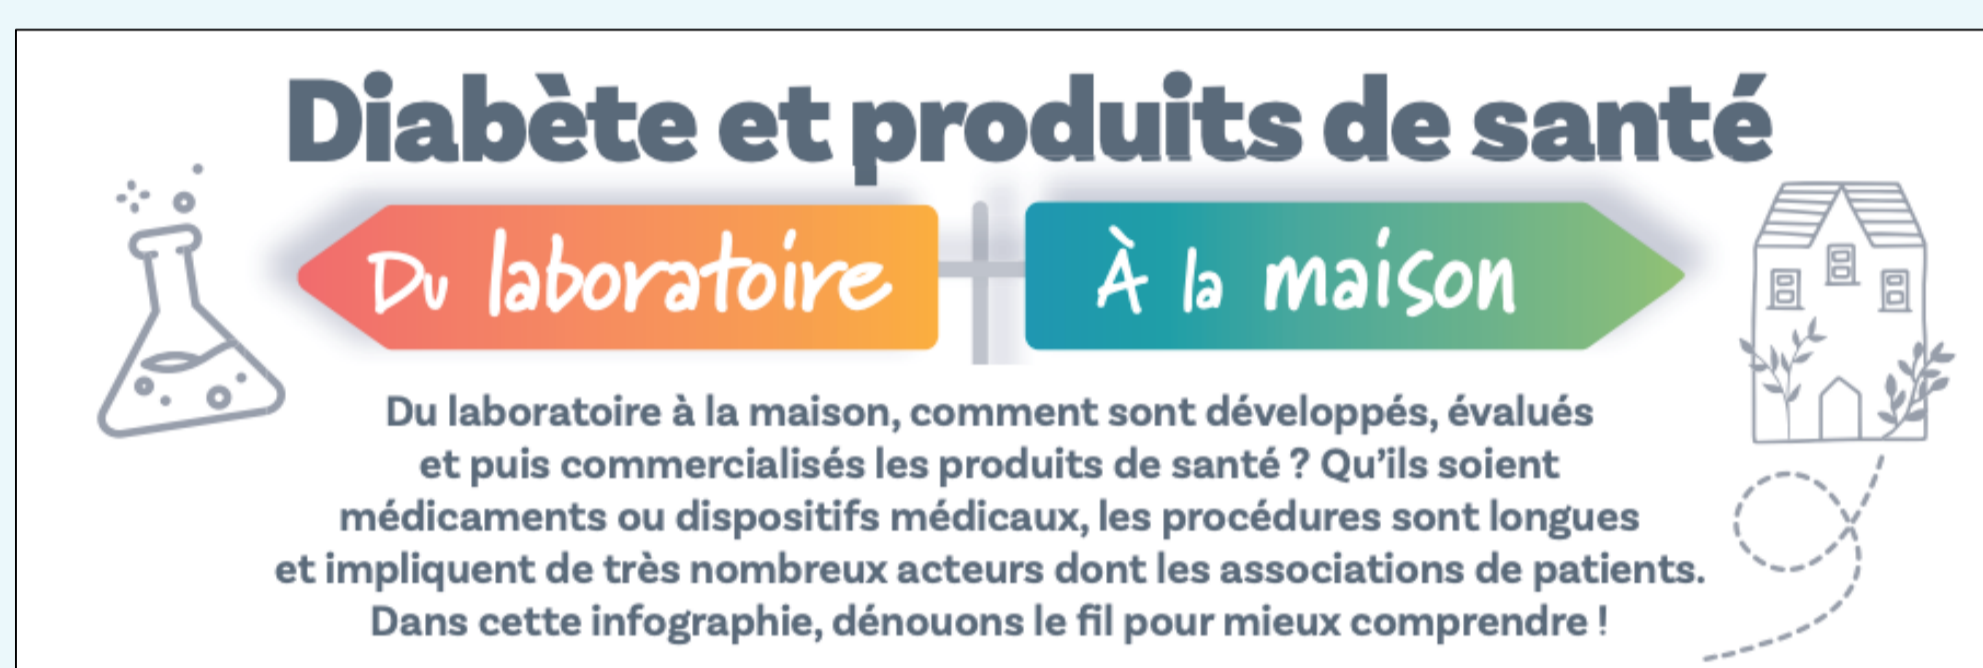 Diabète et produits de santé
Du laboratoire
À la maison
Du laboratoire à la maison, comment sont développés, évalués
et puis commercialisés les produits de santé ? Qu’ils soient
médicaments ou dispositifs médicaux, les procédures sont longues
et impliquent de très nombreux acteurs dont les associations de patients.
Dans cette infographie, dénouons le fil pour mieux comprendre !